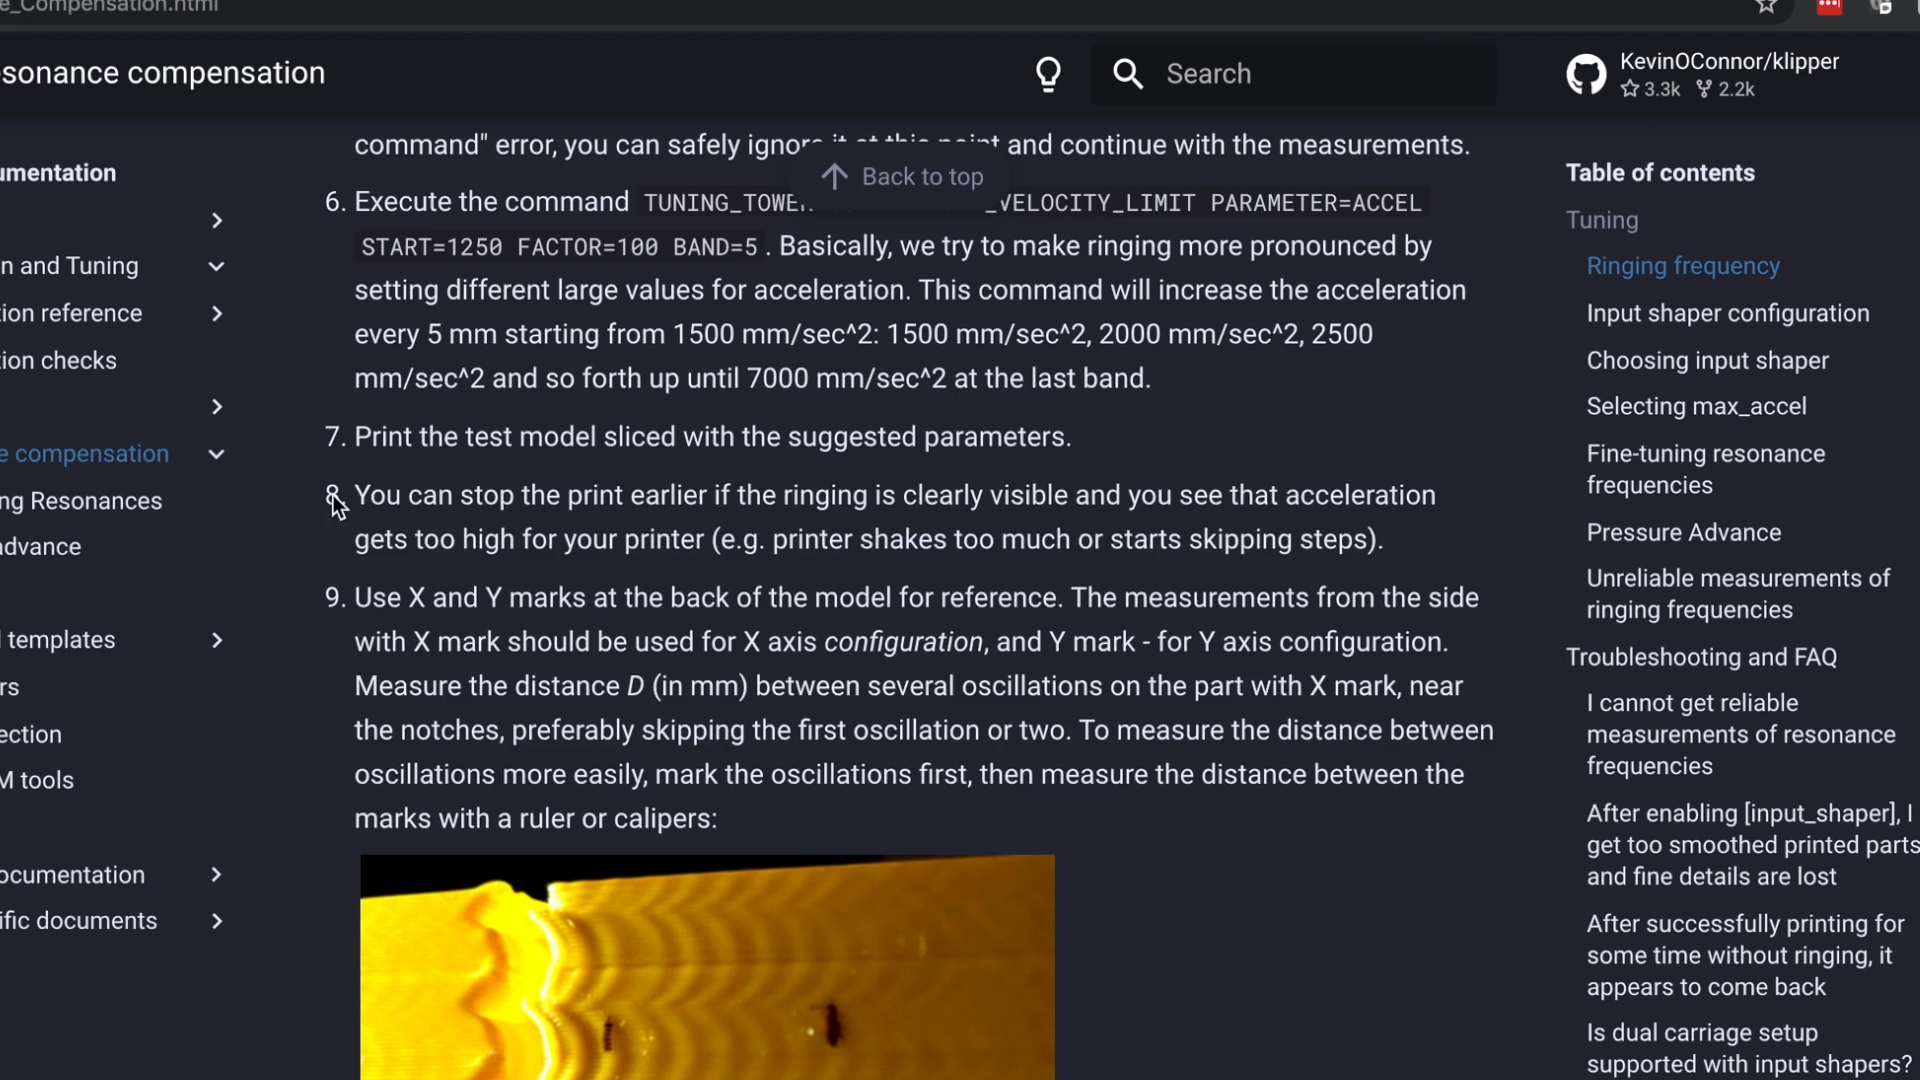 e_Compensation.html
sonance compensation
Search
KevinOConnor/klipper
3.3k 2.2k
umentation
n and Tuning
ion reference
ion checks
e compensation
ng Resonances
advance
l templates
rs
ection
M tools
ocumentation
ific documents
command" error, you can safely ignore it at this point and continue with the measurements.
Back to top
6. Execute the command TUNING_TOWER _VELOCITY_LIMIT PARAMETER=ACCEL
START=1250 FACTOR=100 BAND=5. Basically, we try to make ringing more pronounced by
setting different large values for acceleration. This command will increase the acceleration
every 5 mm starting from 1500 mm/sec^2: 1500 mm/sec^2, 2000 mm/sec^2, 2500
mm/sec^2 and so forth up until 7000 mm/sec^2 at the last band.
7. Print the test model sliced with the suggested parameters.
8. You can stop the print earlier if the ringing is clearly visible and you see that acceleration
gets too high for your printer (e.g. printer shakes too much or starts skipping steps).
9. Use X and Y marks at the back of the model for reference. The measurements from the side
with X mark should be used for X axis configuration, and Y mark - for Y axis configuration.
Measure the distance D (in mm) between several oscillations on the part with X mark, near
the notches, preferably skipping the first oscillation or two. To measure the distance between
oscillations more easily, mark the oscillations first, then measure the distance between the
marks with a ruler or calipers:
Table of contents
Tuning
Ringing frequency
Input shaper configuration
Choosing input shaper
Selecting max_accel
Fine-tuning resonance
frequencies
Pressure Advance
Unreliable measurements of
ringing frequencies
Troubleshooting and FAQ
I cannot get reliable
measurements of resonance
frequencies
After enabling [input_shaper], I
get too smoothed printed parts
and fine details are lost
After successfully printing for
some time without ringing, it
appears to come back
Is dual carriage setup
supported with input shapers?